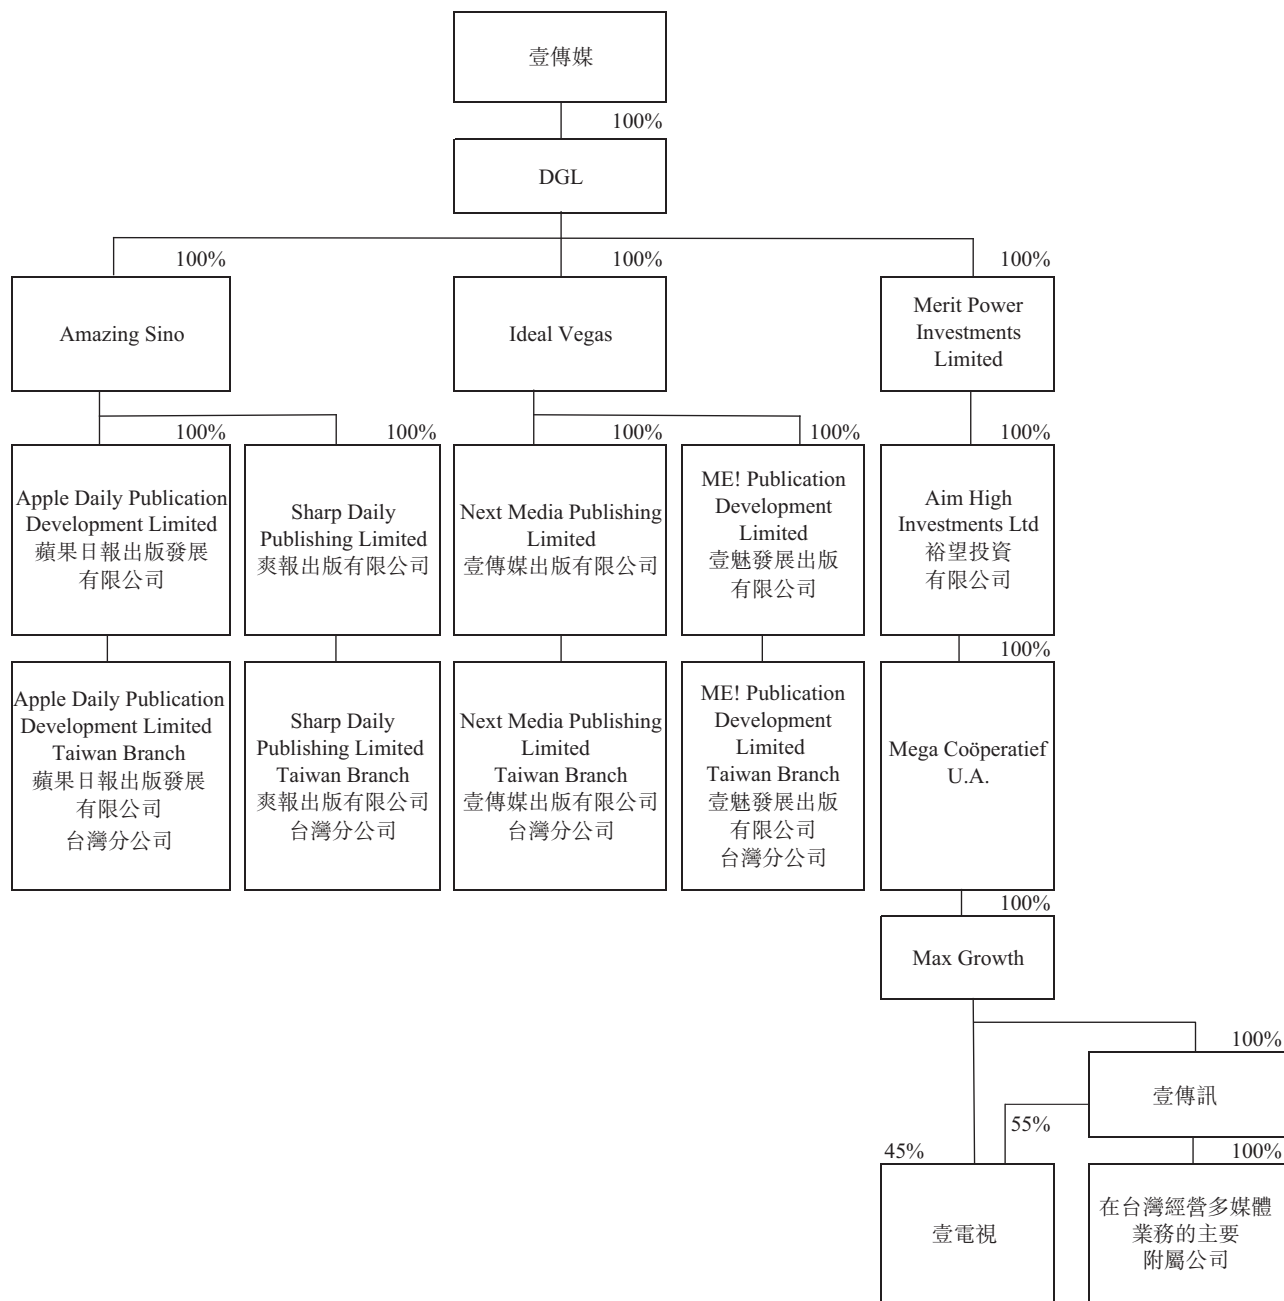 壹傳媒
100%
DGL
100%
100%
100%
Amazing Sino
Ideal Vegas
Merit Power
Investments
Limited
100%
100%
100%
100%
100%
Apple Daily Publication
Development Limited
蘋果日報出版發展
有限公司
Sharp Daily
Publishing Limited
爽報出版有限公司
Next Media Publishing
Limited
壹傳媒出版有限公司
ME! Publication
Development
Limited
壹魅發展出版
有限公司
Aim High
Investments Ltd
裕望投資
有限公司
100%
Apple Daily Publication
Development Limited
Taiwan Branch
蘋果日報出版發展
有限公司
台灣分公司
Sharp Daily
Publishing Limited
Taiwan Branch
爽報出版有限公司
台灣分公司
Next Media Publishing
Limited
Taiwan Branch
壹傳媒出版有限公司
台灣分公司
ME! Publication
Development
Limited
Taiwan Branch
壹魅發展出版
有限公司
台灣分公司
Mega Coöperatief
U.A.
100%
Max Growth
100%
壹傳訊
55%
45%
100%
壹電視
在台灣經營多媒體
業務的主要
附屬公司